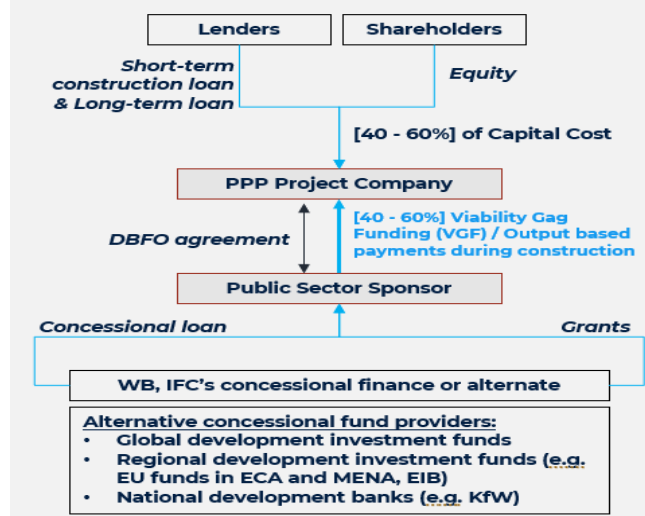 Lenders
Shareholders
Short-term
construction loan
& Long-term loan
Equity
[40 - 60%] of Capital Cost
PPP Project Company
DBFO agreement
[40 - 60%] Viability Gag
Funding (VGF) / Output based
payments during construction
Public Sector Sponsor
Concessional loan
Grants
WB, IFC's concessional finance or alternate
Alternative concessional fund providers:
• Global development investment funds
• Regional development investment funds (e.g.
EU funds in ECA and MENA, EIB)
• National development banks (e.g. KfW)